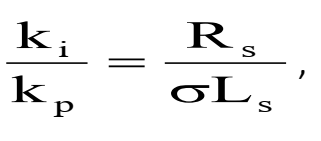 k_i / k_p = R_s / σL_s ,